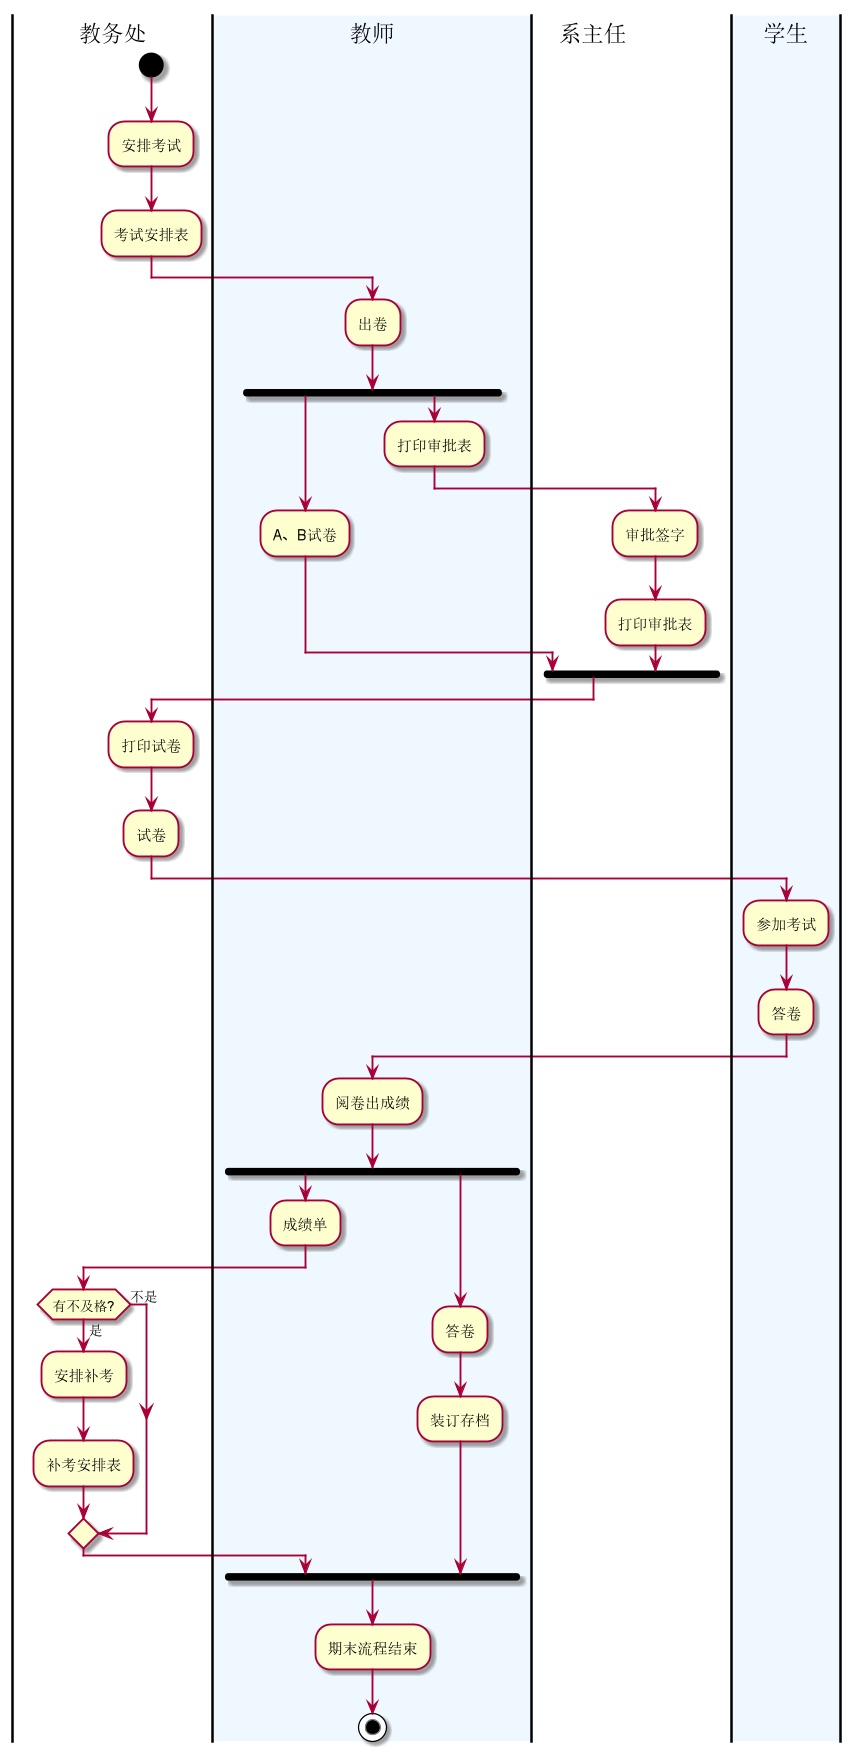 教务处
教师
系主任
学生
安排考试
考试安排表
出卷
打印审批表
A、B试卷
审批签字
打印审批表
打印试卷
试卷
参加考试
答卷
阅卷出成绩
成绩单
有不及格?
不是
是
答卷
安排补考
装订存档
补考安排表
期末流程结束